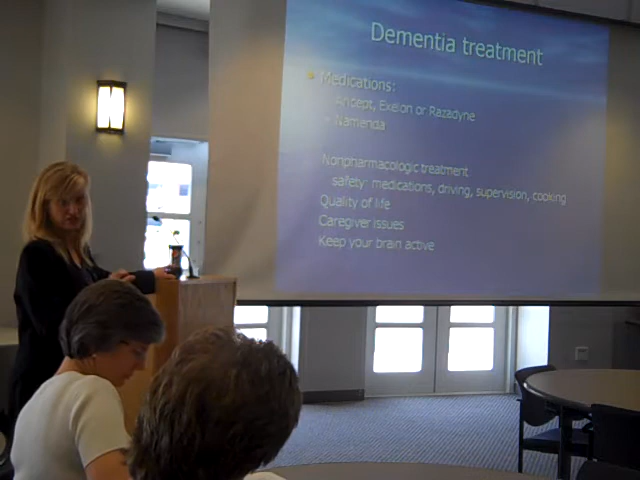 Dementia treatment
Medications:
Aricept, Exelon or Razadyne
Namenda
Nonpharmacologic treatment
safety: medications, driving, supervision, cooking
Quality of life
Caregiver issues
Keep your brain active